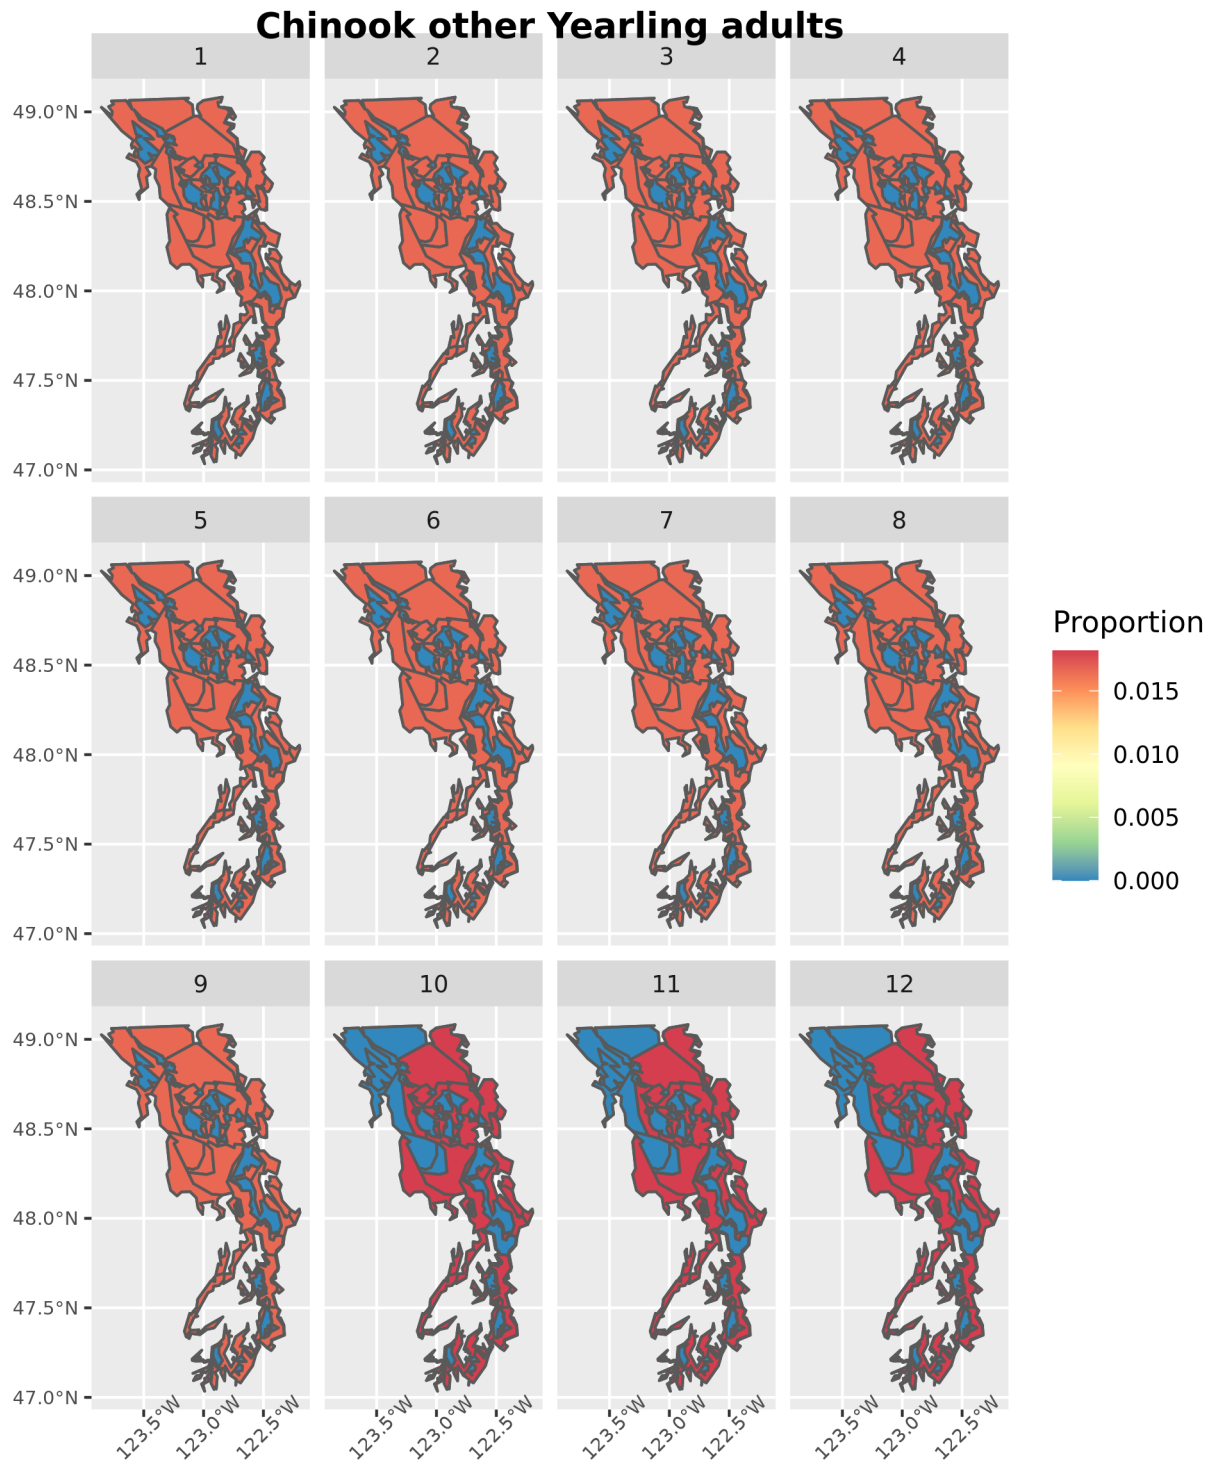 Chinook other Yearling adults
1 2 3 4
49.0°N
48.5°N
48.0°N
47.5°N
47.0°N
5 6 7 8
49.0°N
48.5°N
48.0°N
47.5°N
47.0°N
Proportion
0.015
0.010
0.005
0.000
9 10 11 12
49.0°N
48.5°N
48.0°N
47.5°N
47.0°N
123.5°W 123.0°W 122.5°W 123.5°W 123.0°W 122.5°W 123.5°W 123.0°W 122.5°W 123.5°W 123.0°W 122.5°W